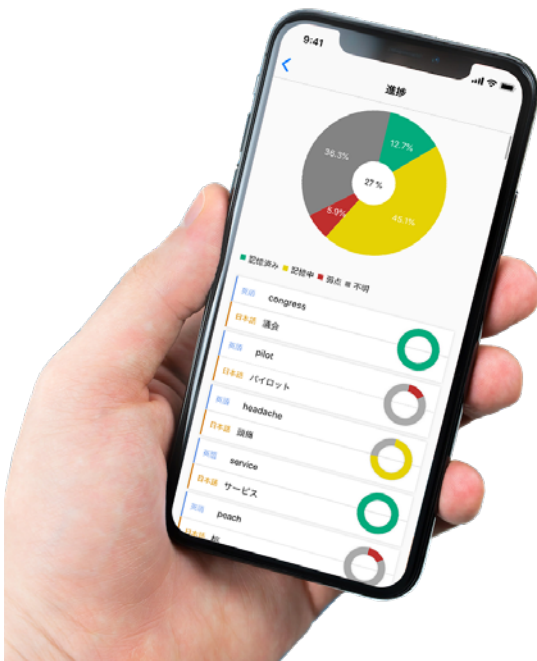 9:41
進捗
12.7%
36.3%
27 %
5.9%
45.1%
記憶済み 記憶中 弱点 不明
英語 congress
日本語 議会
英語 pilot
日本語 パイロット
英語 headache
日本語 頭痛
英語 service
日本語 サービス
英語 peach
日本語 桃